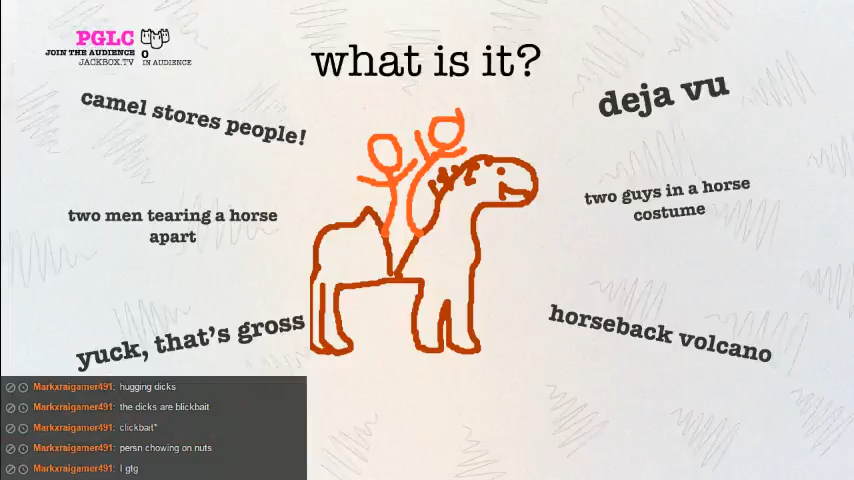 PGLC
JOIN THE AUDIENCE
JACKBOX.TV
0
IN AUDIENCE
what is it?
camel stores people!
deja vu
two men tearing a horse
apart
two guys in a horse
costume
yuck, that's gross
horseback volcano
Markxraigamer491: hugging dicks
Markxraigamer491: the dicks are blickbait
Markxraigamer491: clickbait*
Markxraigamer491: persn chowing on nuts
Markxraigamer491: I gtg